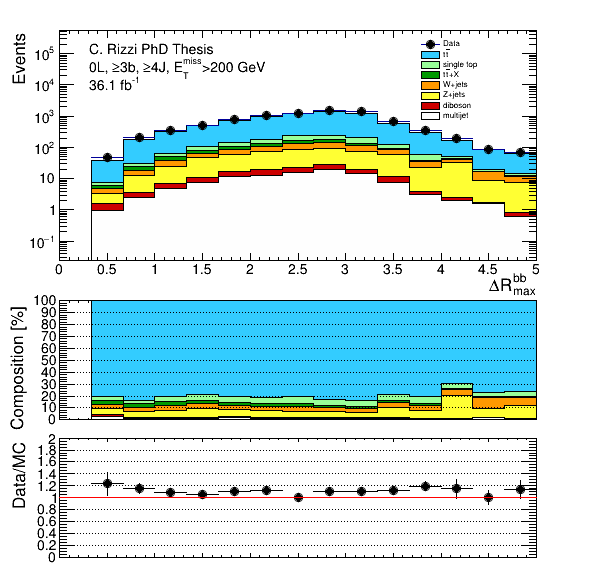 Events
10^5
10^4
10^3
10^2
10
1
10^−1
C. Rizzi PhD Thesis
0L, ≥3b, ≥4J, E_T^miss>200 GeV
36.1 fb^-1
Data
tt̄
single top
tt̄+X
W+jets
Z+jets
diboson
multijet
0 0.5 1 1.5 2 2.5 3 3.5 4 4.5 5
ΔR^bb_max
Composition [%]
100
90
80
70
60
50
40
30
20
10
0
Data/MC
2
1.8
1.6
1.4
1.2
1
0.8
0.6
0.4
0.2
0